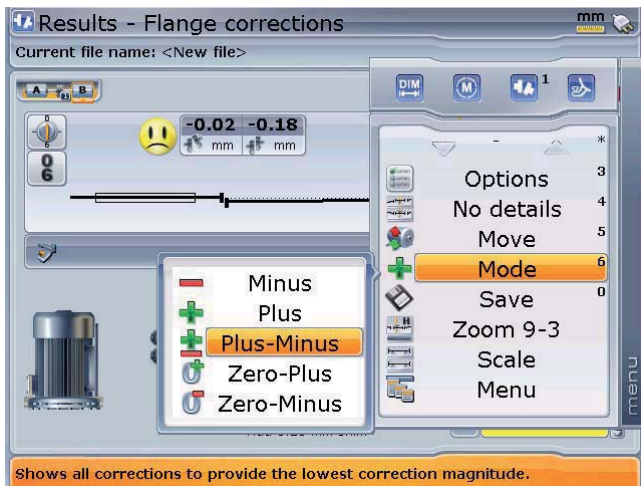 Results - Flange corrections
mm
Current file name: <New file>
A B
DIM
M
1
0
6
0
6
-0.02 -0.18
mm mm
- *
Options 3
No details 4
Move 5
Mode 6
Save 0
H Zoom 9-3
Scale
Menu
menu
Minus
Plus
Plus-Minus
Zero-Plus
Zero-Minus
Shows all corrections to provide the lowest correction magnitude.